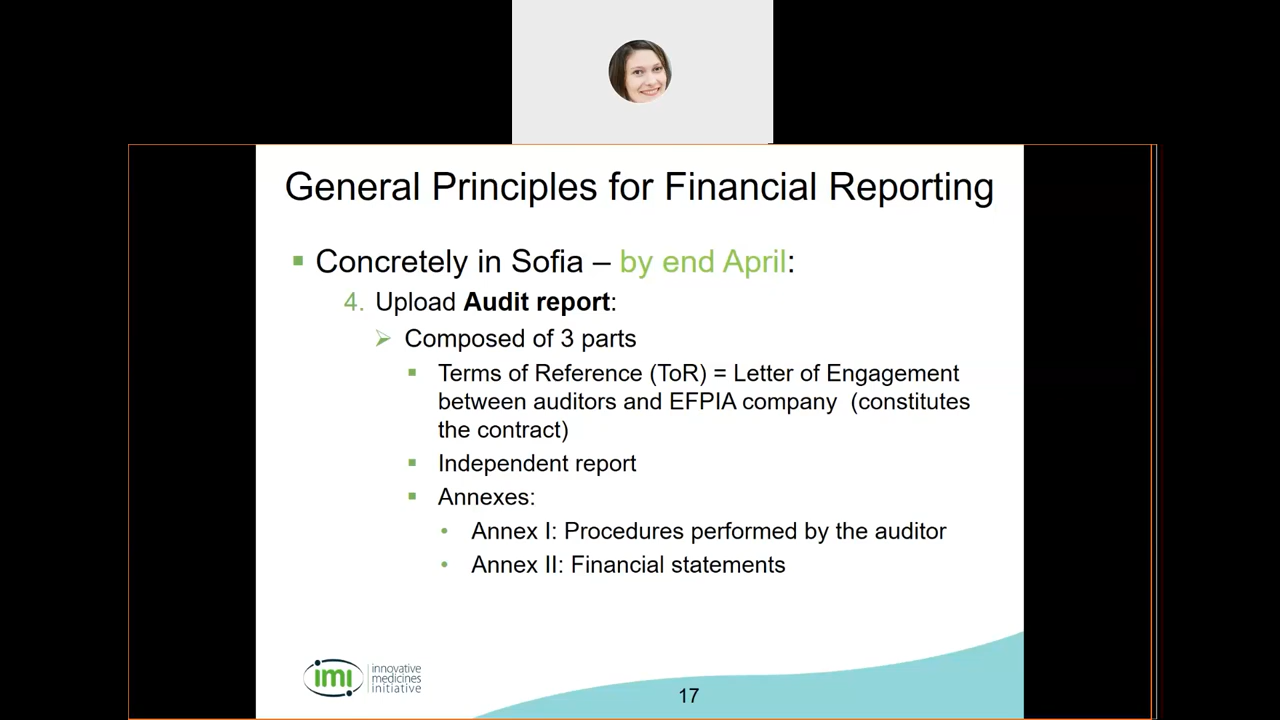 General Principles for Financial Reporting
Concretely in Sofia – by end April:
4. Upload Audit report:
Composed of 3 parts
Terms of Reference (ToR) = Letter of Engagement
between auditors and EFPIA company (constitutes
the contract)
Independent report
Annexes:
Annex I: Procedures performed by the auditor
Annex II: Financial statements
imi
innovative
medicines
initiative
17